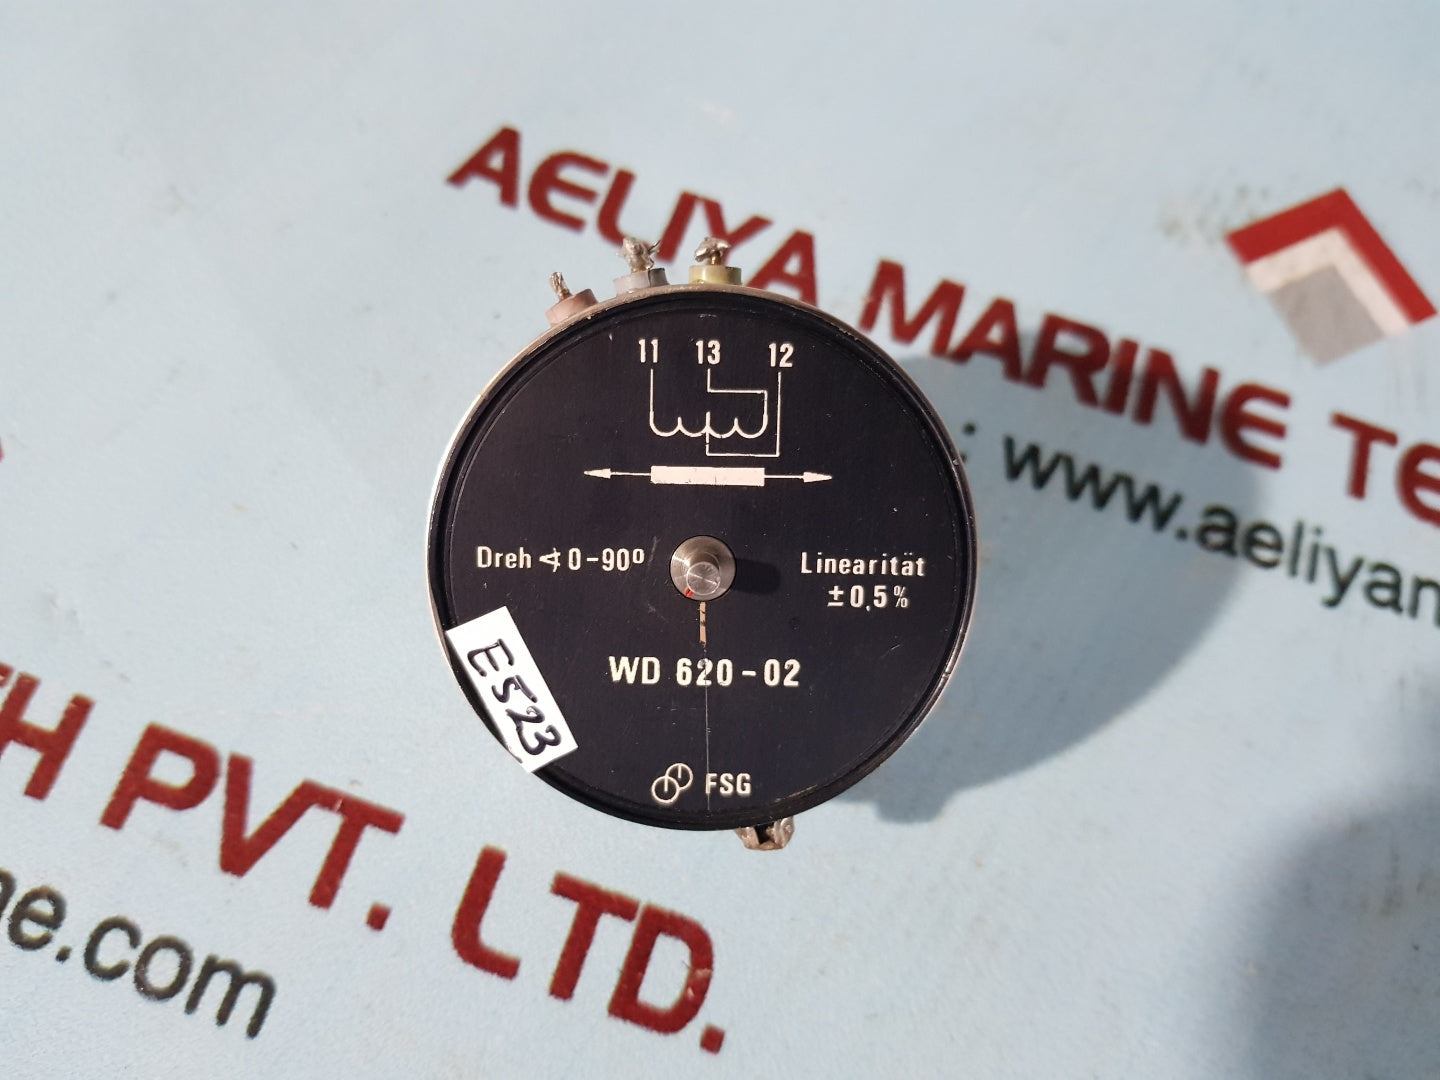 AELIYA MARINE TE
: www.aeliyan
11 13 12
Dreh ∢ 0-90º
Linearität
±0,5%
WD 620-02
E523
FSG
H PVT. LTD.
ne.com